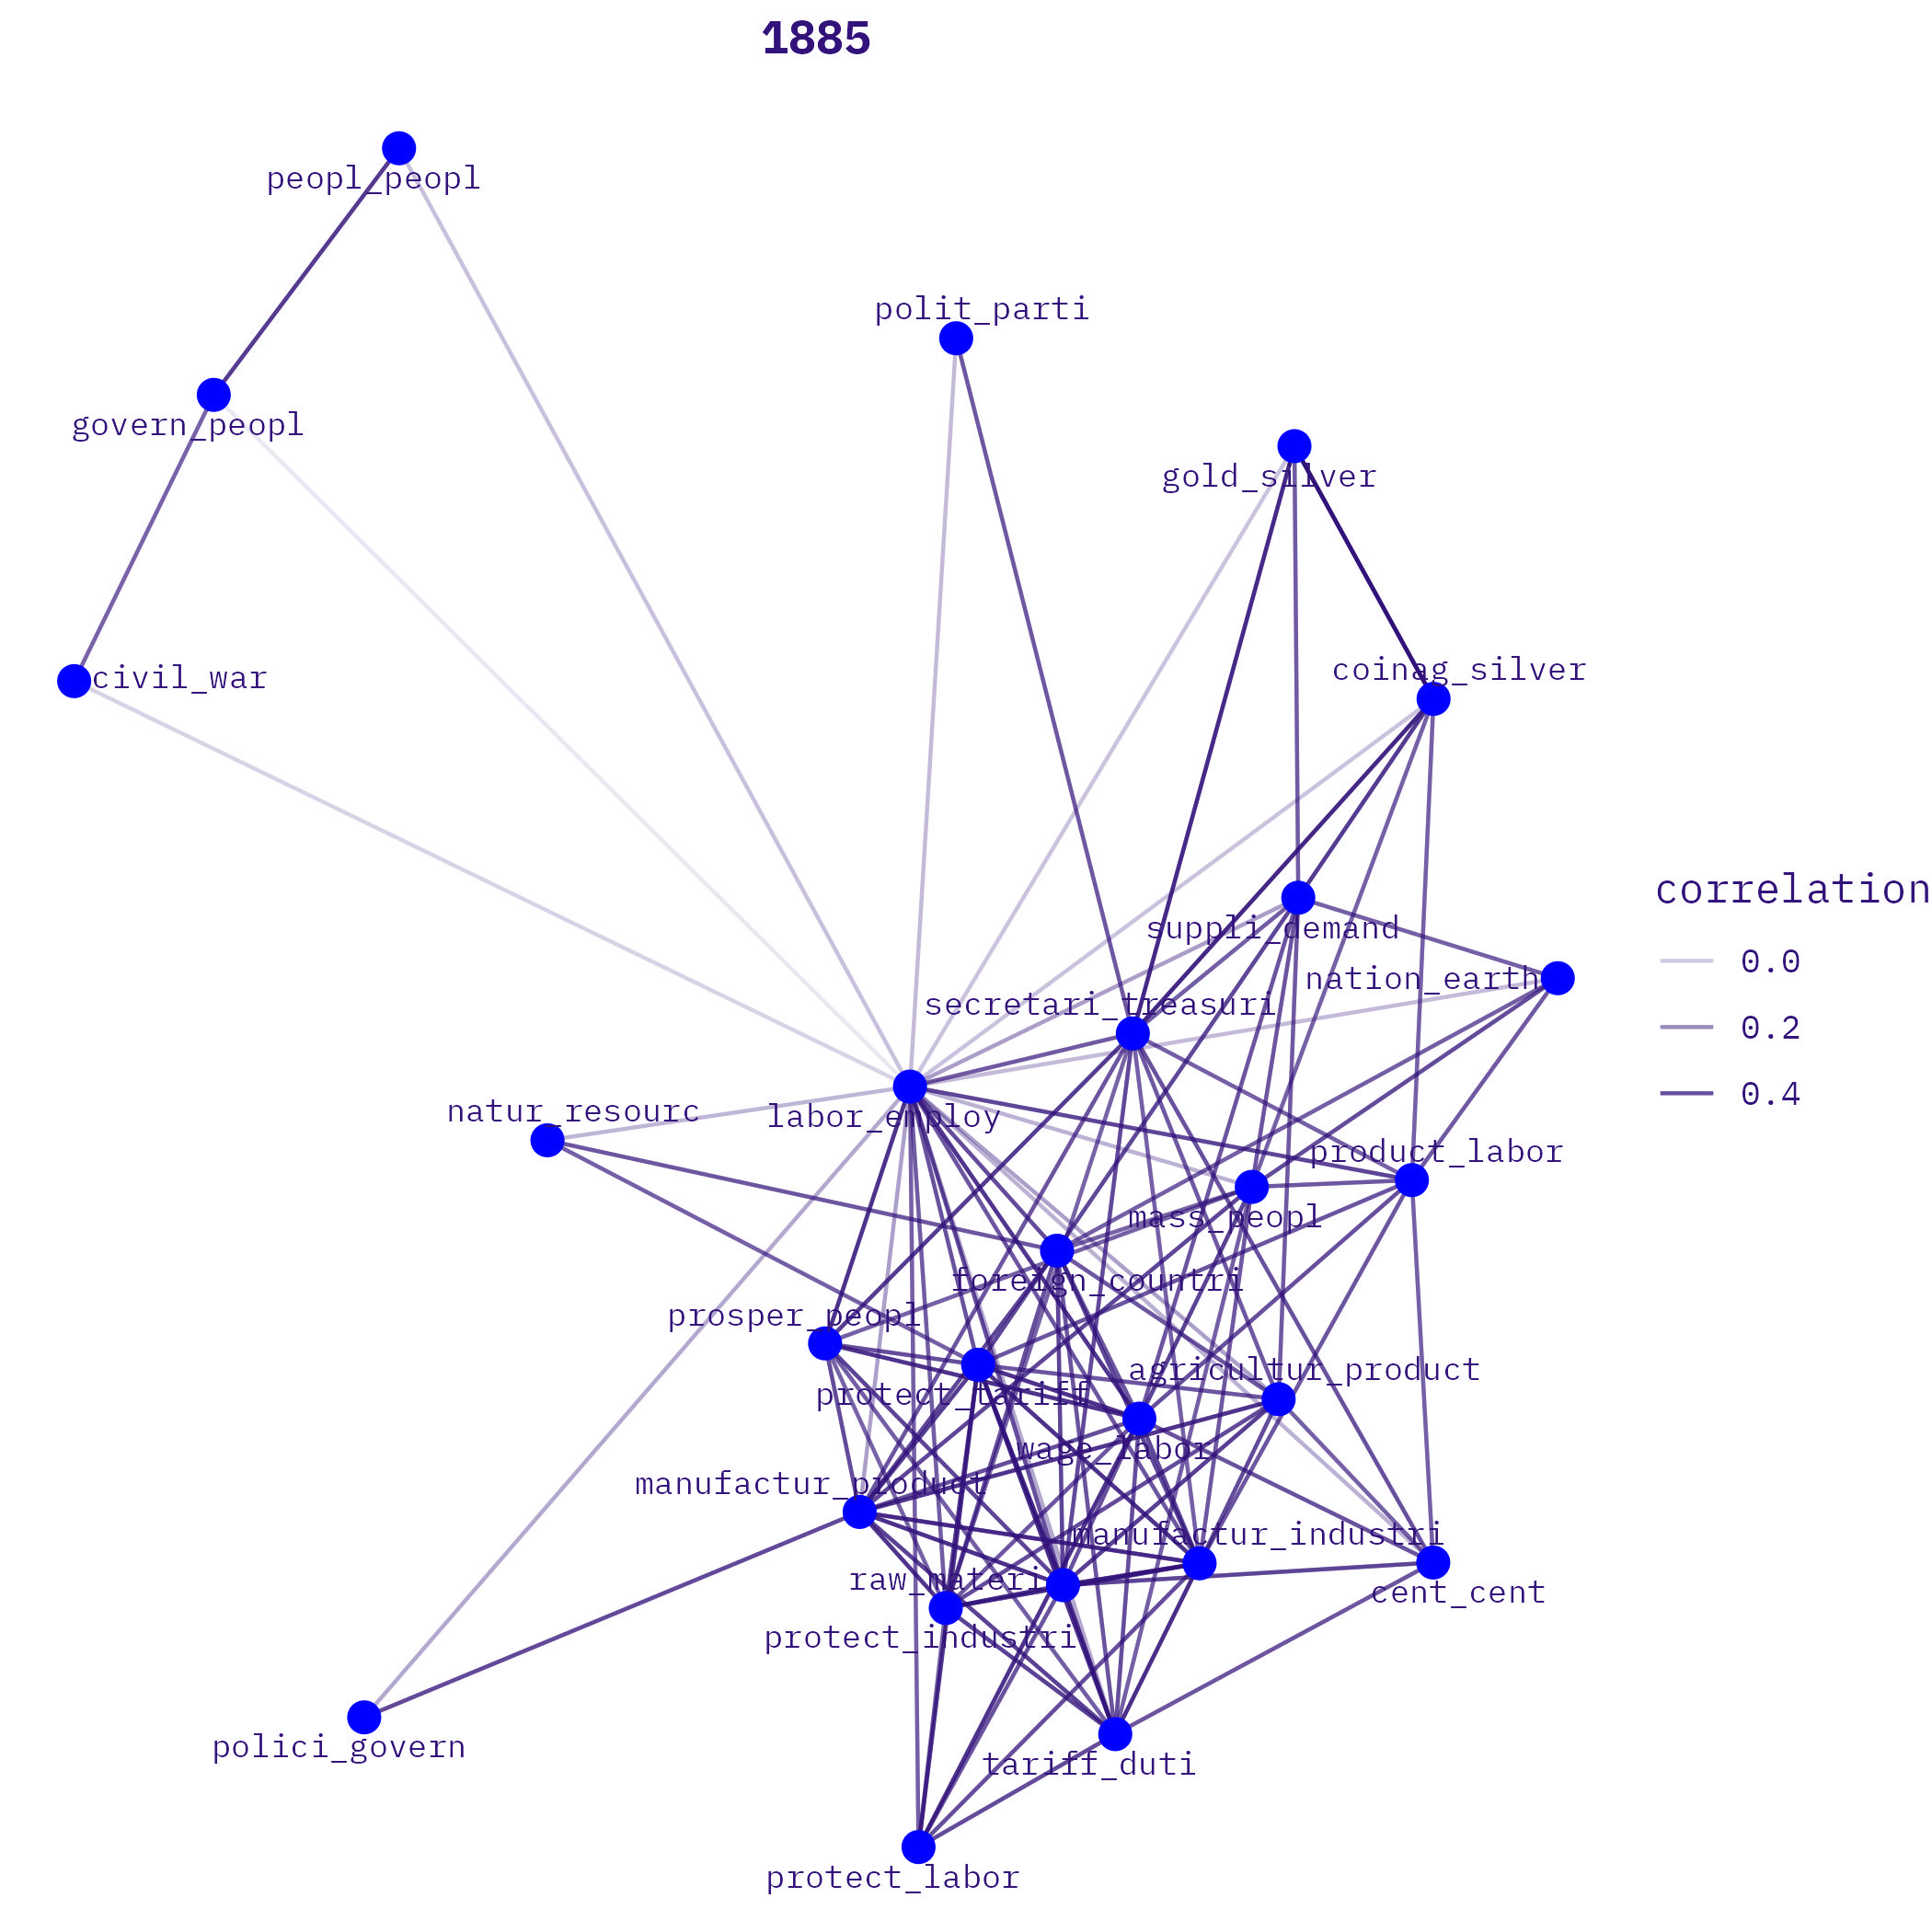 1885
peopl_peopl
polit_parti
govern_peopl
gold_silver
coinag_silver
civil_war
correlation
0.0
0.2
0.4
suppli_demand
nation_earth
secretari_treasuri
natur_resourc
labor_employ
product_labor
mass_peopl
foreign_countri
prosper_peopl
agricultur_product
protect_tariff
wage_labor
manufactur_product
manufactur_industri
raw_materi
cent_cent
protect_industri
polici_govern
tariff_duti
protect_labor